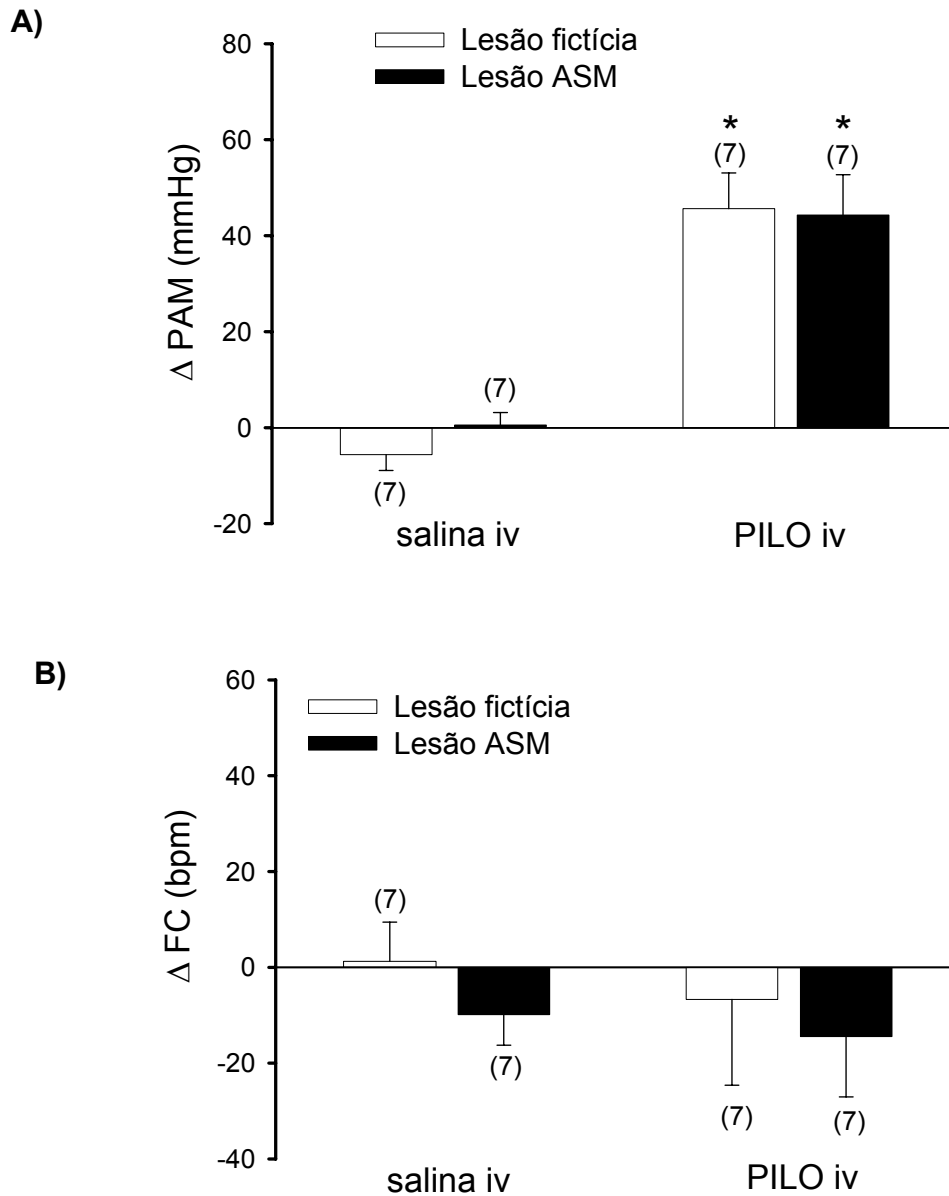 A)
Lesão fictícia
Lesão ASM
Δ PAM (mmHg)
80
60
40
20
0
-20
(7)
(7)
*
(7)
*
(7)
salina iv
PILO iv
B)
Lesão fictícia
Lesão ASM
Δ FC (bpm)
60
40
20
0
-20
-40
(7)
(7)
(7)
(7)
salina iv
PILO iv